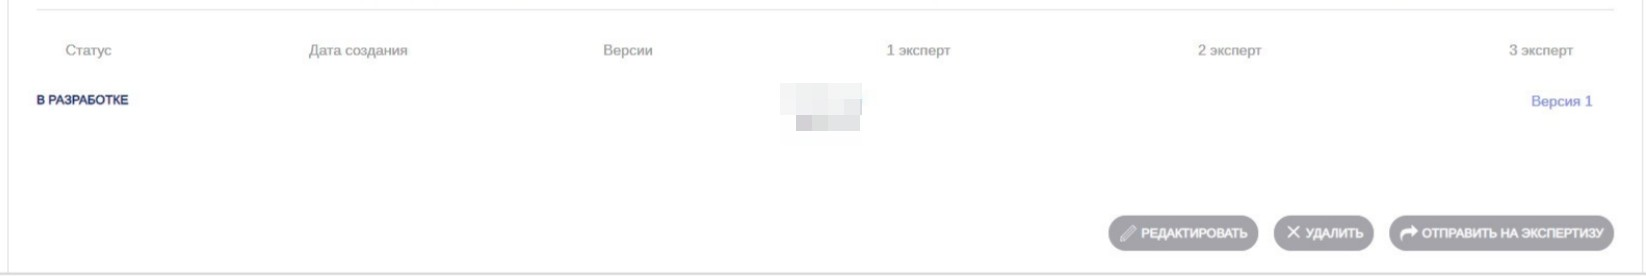 Статус Дата создания Версии 1 эксперт 2 эксперт 3 эксперт
В РАЗРАБОТКЕ Версия 1
РЕДАКТИРОВАТЬ УДАЛИТЬ ОТПРАВИТЬ НА ЭКСПЕРТИЗУ